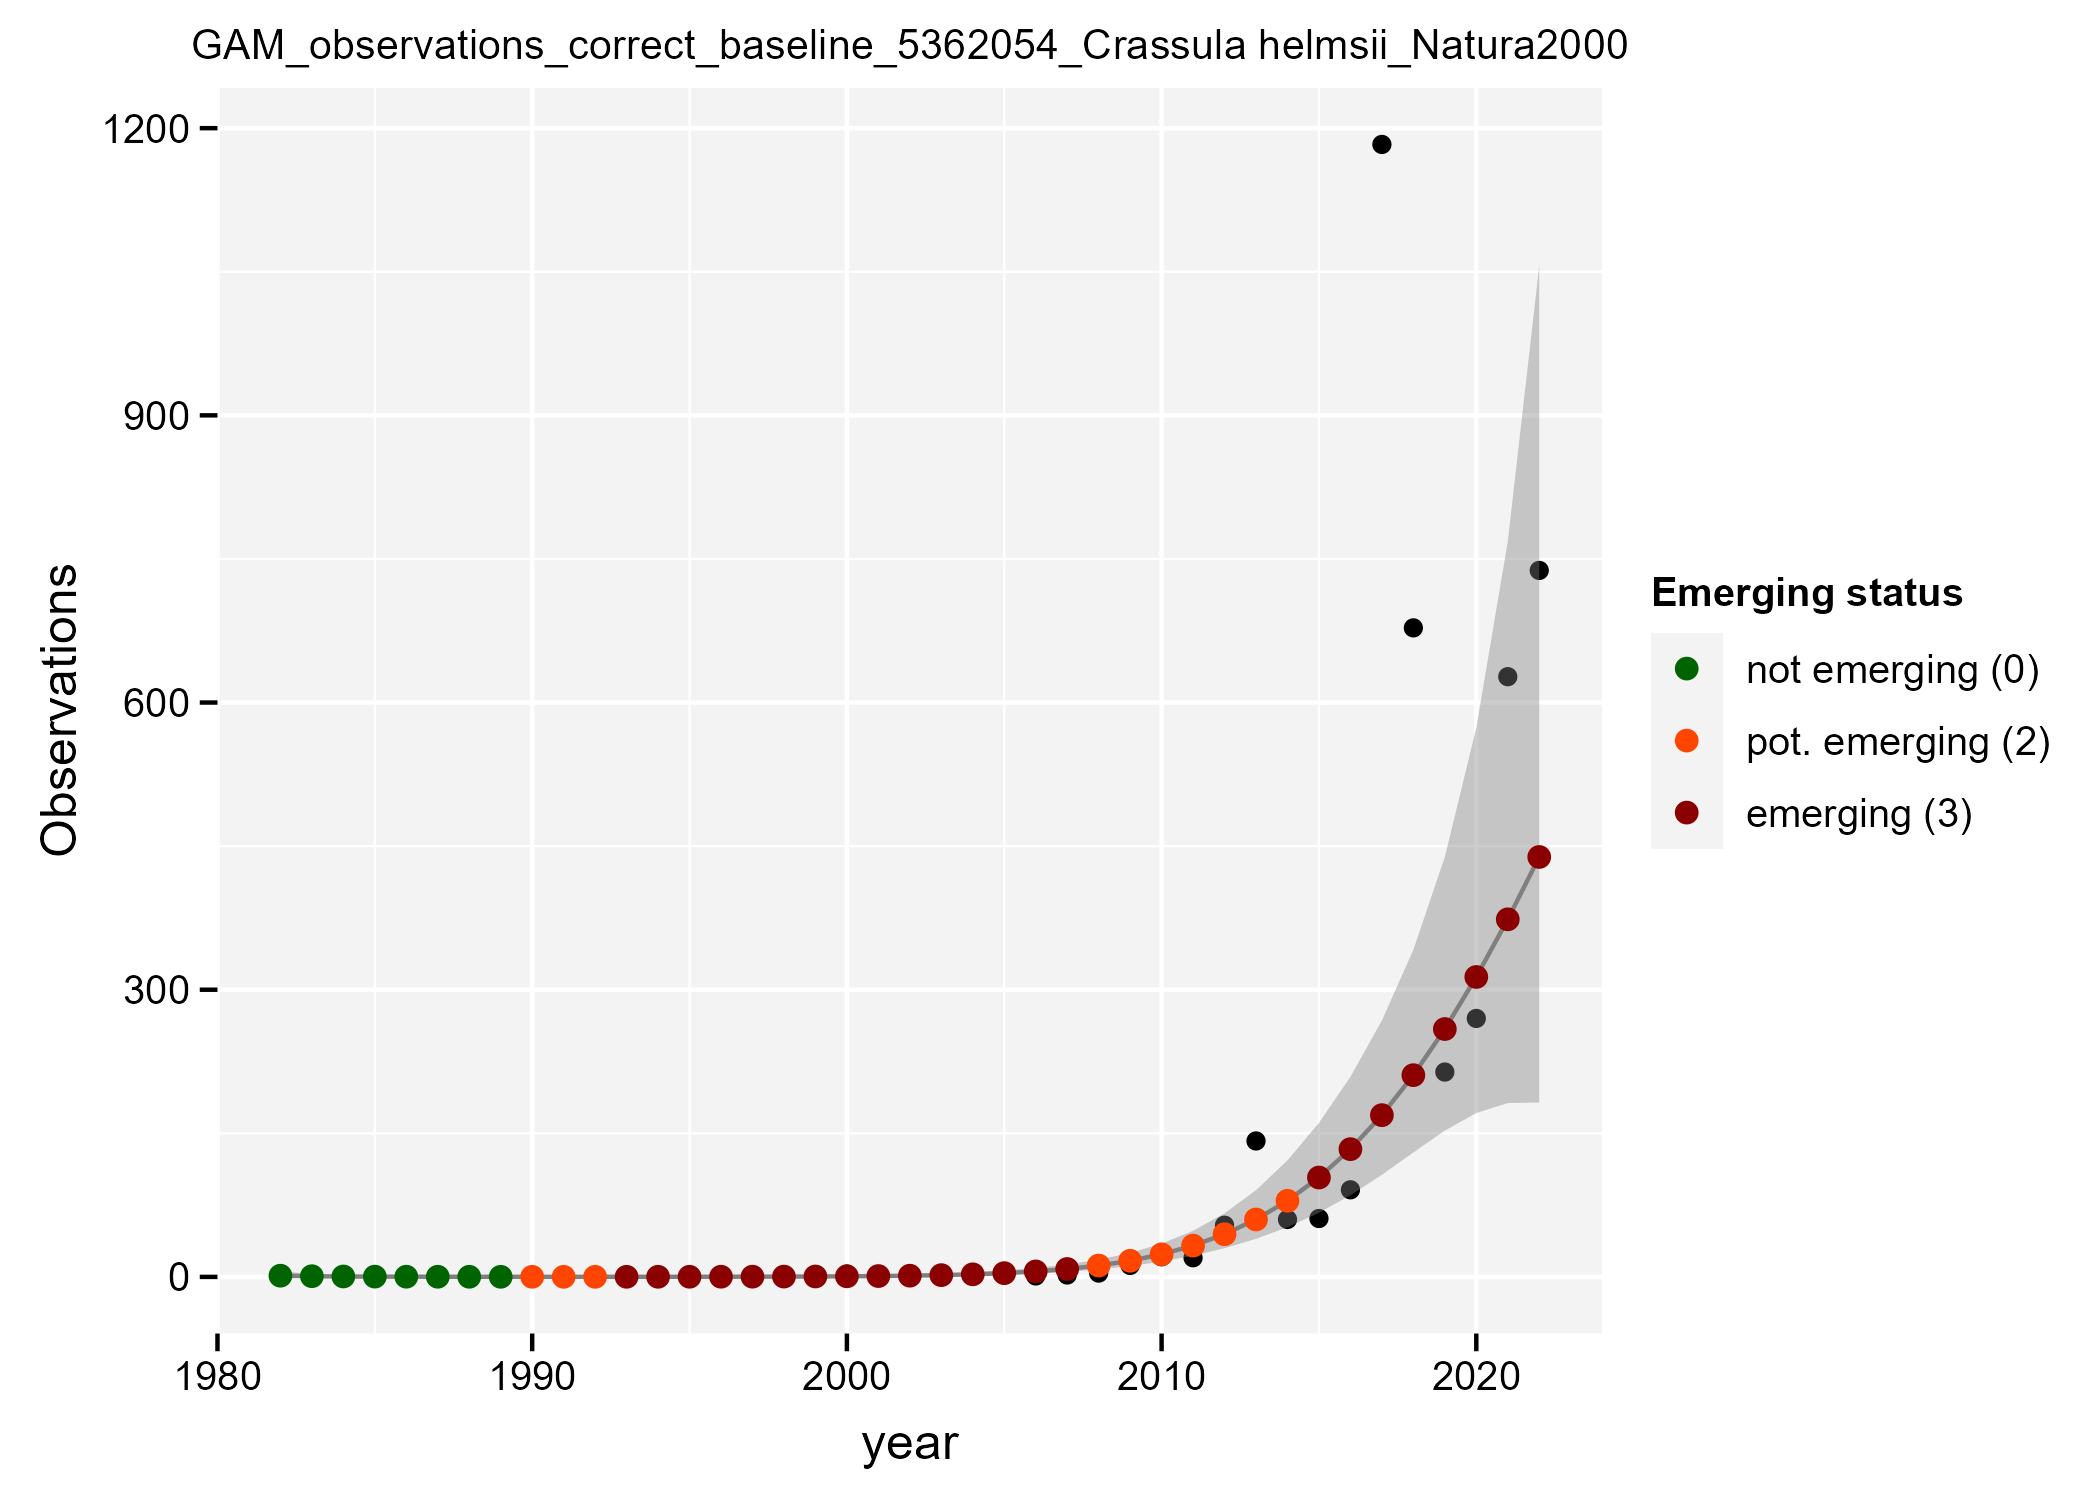 GAM_observations_correct_baseline_5362054_Crassula helmsii_Natura2000
1200
900
600
300
0
Observations
1980 1990 2000 2010 2020
year
Emerging status
not emerging (0)
pot. emerging (2)
emerging (3)